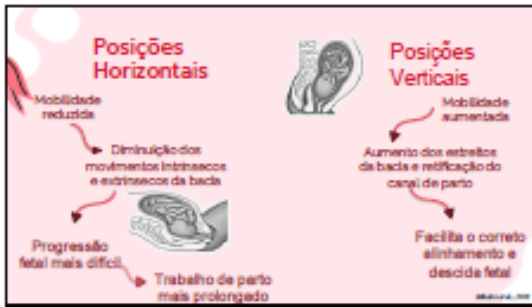 Posições
Horizontais
Mobilidade
reduzida
Diminuição dos
movimentos intrínsecos
e extrínsecos da bacia
Progressão
fetal mais difícil
Trabalho de parto
mais prolongado
Posições
Verticais
Mobilidade
aumentada
Aumento dos estreitos
da bacia e retificação do
canal de parto
Facilita o correto
alinhamento e
descida fetal